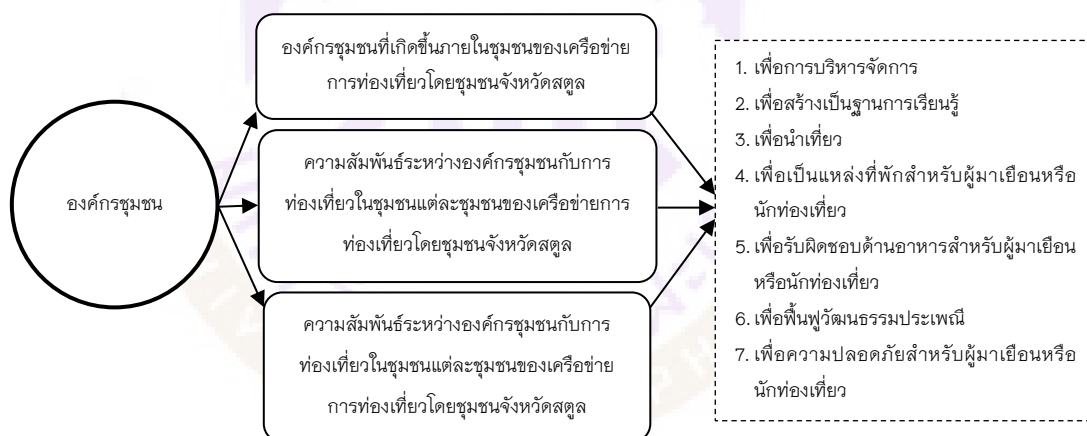 องค์กรชุมชน
องค์กรชุมชนที่เกิดขึ้นภายในชุมชนของเครือข่าย
การท่องเที่ยวโดยชุมชนจังหวัดสตูล
ความสัมพันธ์ระหว่างองค์กรชุมชนกับการ
ท่องเที่ยวในชุมชนแต่ละชุมชนของเครือข่ายการ
ท่องเที่ยวโดยชุมชนจังหวัดสตูล
ความสัมพันธ์ระหว่างองค์กรชุมชนกับการ
ท่องเที่ยวในชุมชนแต่ละชุมชนของเครือข่าย
การท่องเที่ยวโดยชุมชนจังหวัดสตูล
1. เพื่อการบริหารจัดการ
2. เพื่อสร้างเป็นฐานการเรียนรู้
3. เพื่อนำเที่ยว
4. เพื่อเป็นแหล่งที่พักสำหรับผู้มาเยือนหรือ
นักท่องเที่ยว
5. เพื่อรับผิดชอบด้านอาหารสำหรับผู้มาเยือน
หรือนักท่องเที่ยว
6. เพื่อฟื้นฟูวัฒนธรรมประเพณี
7. เพื่อความปลอดภัยสำหรับผู้มาเยือนหรือ
นักท่องเที่ยว